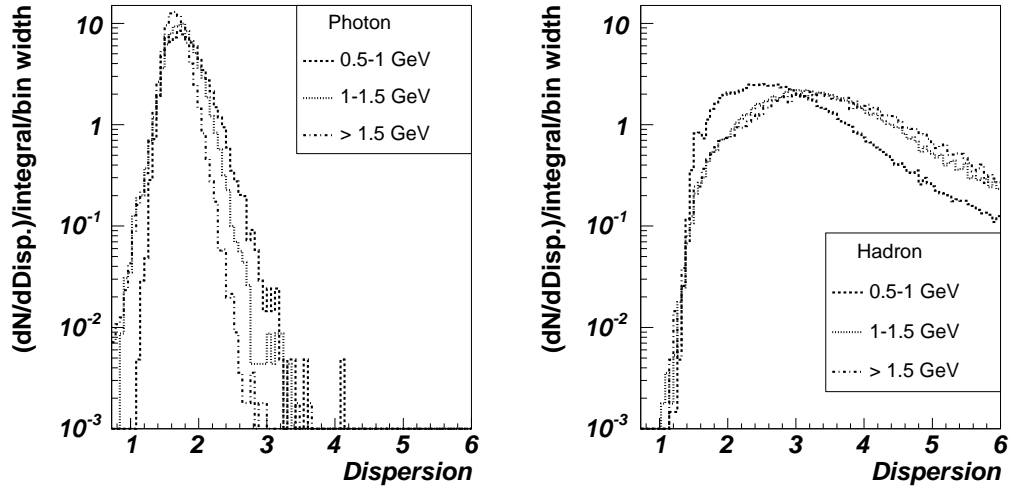 (dN/dDisp.)/integral/bin width
10
1
10-1
10-2
10-3
Photon
0.5-1 GeV
1-1.5 GeV
> 1.5 GeV
1 2 3 4 5 6
Dispersion
(dN/dDisp.)/integral/bin width
10
1
10-1
10-2
10-3
Hadron
0.5-1 GeV
1-1.5 GeV
> 1.5 GeV
1 2 3 4 5 6
Dispersion